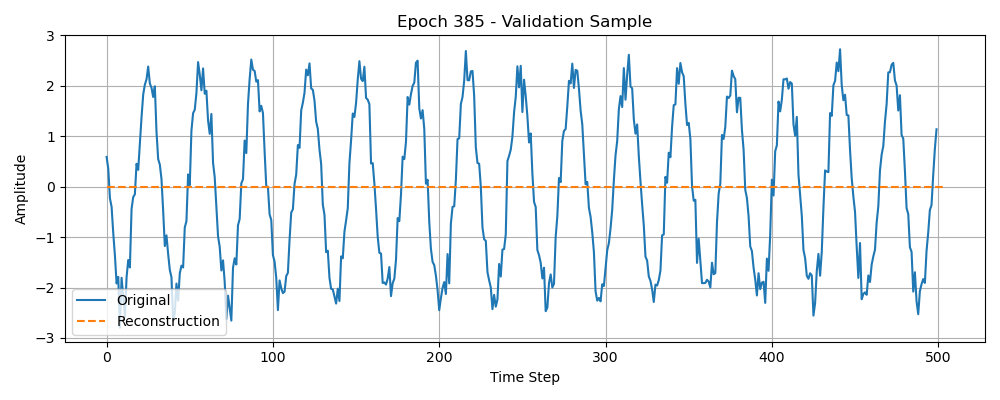 Epoch 385 - Validation Sample
Amplitude
3
2
1
0
−1
−2
−3
Original
Reconstruction
0 100 200 300 400 500
Time Step